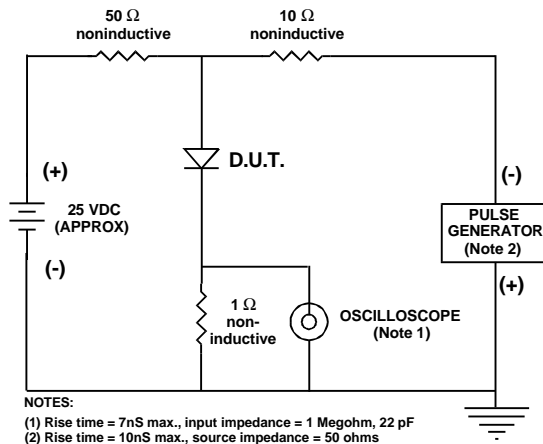 50 Ω
noninductive
10 Ω
noninductive
(+)
25 VDC
(APPROX)
(-)
D.U.T.
(-)
PULSE
GENERATOR
(Note 2)
(+)
1 Ω
non-
inductive
OSCILLOSCOPE
(Note 1)
NOTES:
(1) Rise time = 7nS max., input impedance = 1 Megohm, 22 pF
(2) Rise time = 10nS max., source impedance = 50 ohms